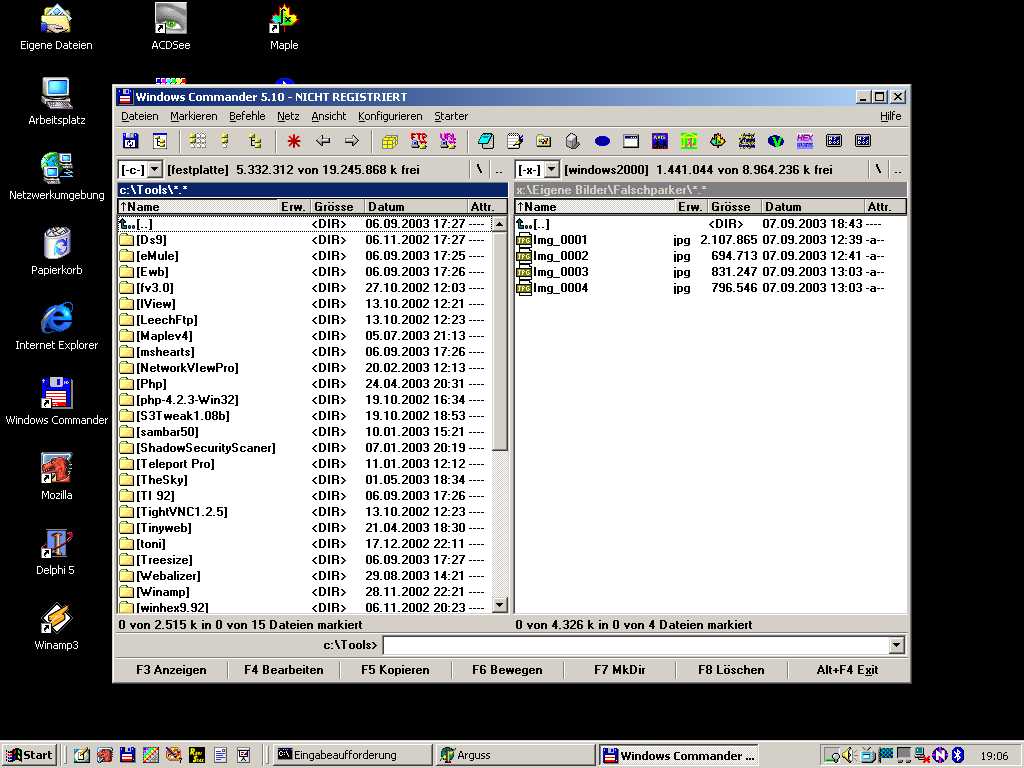 Eigene Dateien
ACDSee
Maple
Arbeitsplatz
Netzwerkumgebung
Papierkorb
Internet Explorer
Windows Commander
Mozilla
Delphi 5
Winamp3
Windows Commander 5.10 - NICHT REGISTRIERT
Dateien Markieren Befehle Netz Ansicht Konfigurieren Starter Hilfe
FTP URL HEX
[-c-] [festplatte] 5.332.312 von 19.245.868 k frei \ ..
c:\Tools\*.*
↑Name Erw. Grösse Datum Attr.
[..] <DIR> 06.09.2003 17:27 ----
[Ds9] <DIR> 06.11.2002 17:27 ----
[eMule] <DIR> 06.09.2003 17:25 ----
[Ewb] <DIR> 06.09.2003 17:26 ----
[fv3.0] <DIR> 27.10.2002 12:03 ----
[IView] <DIR> 13.10.2002 12:21 ----
[LeechFtp] <DIR> 13.10.2002 12:23 ----
[Maplev4] <DIR> 05.07.2003 21:13 ----
[mshearts] <DIR> 06.09.2003 17:26 ----
[NetworkVIewPro] <DIR> 20.02.2003 12:13 ----
[Php] <DIR> 24.04.2003 20:31 ----
[php-4.2.3-Win32] <DIR> 19.10.2002 16:34 ----
[S3Tweak1.08b] <DIR> 19.10.2002 18:53 ----
[sambar50] <DIR> 10.01.2003 15:21 ----
[ShadowSecurityScaner] <DIR> 07.01.2003 20:19 ----
[Teleport Pro] <DIR> 11.01.2003 12:12 ----
[TheSky] <DIR> 01.05.2003 18:34 ----
[TI 92] <DIR> 06.09.2003 17:26 ----
[TightVNC1.2.5] <DIR> 13.10.2002 12:23 ----
[Tinyweb] <DIR> 21.04.2003 18:30 ----
[toni] <DIR> 17.12.2002 22:11 ----
[Treesize] <DIR> 06.09.2003 17:27 ----
[Webalizer] <DIR> 29.08.2003 14:21 ----
[Winamp] <DIR> 28.11.2002 22:21 ----
[winhex9.92] <DIR> 06.11.2002 20:23 ----
0 von 2.515 k in 0 von 15 Dateien markiert
[-x-] [windows2000] 1.441.044 von 8.964.236 k frei \ ..
x:\Eigene Bilder\Falschparker\*.*
↑Name Erw. Grösse Datum Attr.
[..] <DIR> 07.09.2003 18:43 ----
Img_0001 jpg 2.107.865 07.09.2003 12:39 -a--
Img_0002 jpg 694.713 07.09.2003 12:41 -a--
Img_0003 jpg 831.247 07.09.2003 13:03 -a--
Img_0004 jpg 796.546 07.09.2003 13:03 -a--
0 von 4.326 k in 0 von 4 Dateien markiert
c:\Tools>
F3 Anzeigen F4 Bearbeiten F5 Kopieren F6 Bewegen F7 MkDir F8 Löschen Alt+F4 Exit
Start Eingabeaufforderung Arguss Windows Commander ... 19:06